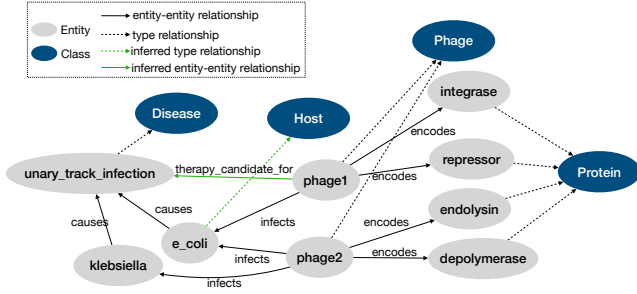 Entity
Class
entity-entity relationship
type relationship
inferred type relationship
inferred entity-entity relationship
Phage
integrase
Disease
Host
encodes
repressor
unary_track_infection
therapy_candidate_for
phage1
encodes
Protein
causes
causes
infects
encodes
endolysin
e_coli
klebsiella
infects
phage2
encodes
depolymerase
infects